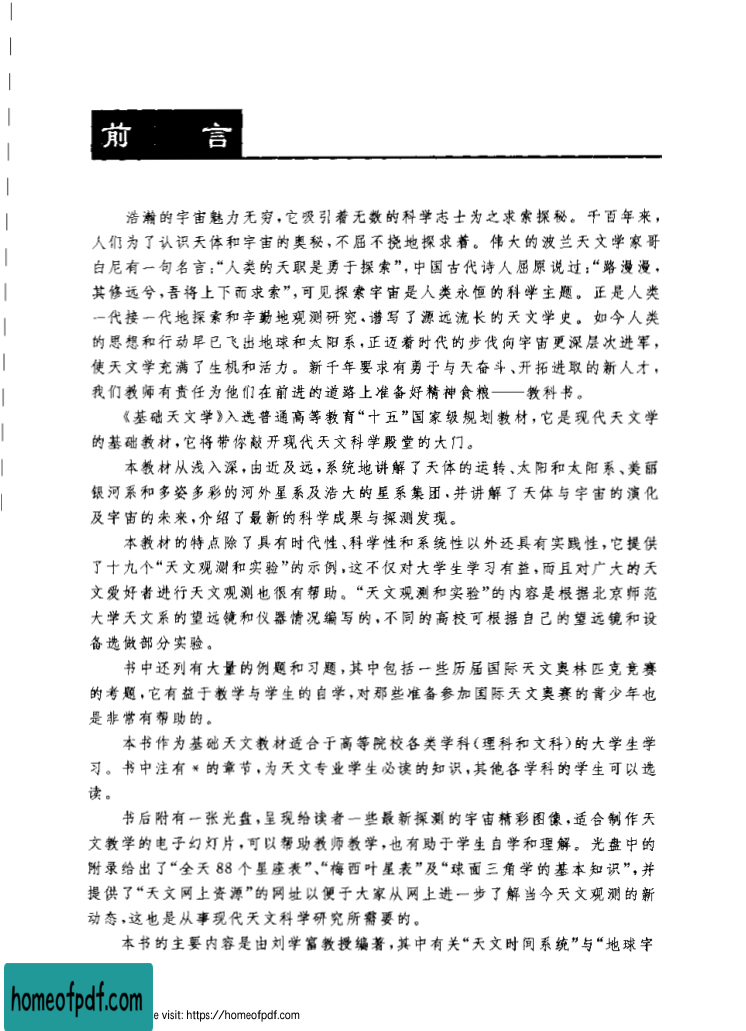 前 言
浩瀚的宇宙魅力无穷,它吸引着无数的科学志士为之求索探秘。千百年来,
人们为了认识天体和宇宙的奥秘,不屈不挠地探求着。伟大的波兰天文学家哥
白尼有一句名言:“人类的天职是勇于探索”,中国古代诗人屈原说过:“路漫漫,
其修远兮,吾将上下而求索”,可见探索宇宙是人类永恒的科学主题。正是人类
一代接一代地探索和辛勤地观测研究,谱写了源远流长的天文学史。如今人类
的思想和行动早已飞出地球和太阳系,正迈着时代的步伐向宇宙更深层次进军,
使天文学充满了生机和活力。新千年要求有勇于与天奋斗、开拓进取的新人才,
我们教师有责任为他们在前进的道路上准备好精神食粮——教科书。
《基础天文学》入选普通高等教育“十五”国家级规划教材,它是现代天文学
的基础教材,它将带你敲开现代天文科学殿堂的大门。
本教材从浅入深,由近及远,系统地讲解了天体的运转、太阳和太阳系、美丽
银河系和多姿多彩的河外星系及浩大的星系集团,并讲解了天体与宇宙的演化
及宇宙的未来,介绍了最新的科学成果与探测发现。
本教材的特点除了具有时代性、科学性和系统性以外还具有实践性,它提供
了十九个“天文观测和实验”的示例,这不仅对大学生学习有益,而且对广大的天
文爱好者进行天文观测也很有帮助。“天文观测和实验”的内容是根据北京师范
大学天文系的望远镜和仪器情况编写的,不同的高校可根据自己的望远镜和设
备选做部分实验。
书中还列有大量的例题和习题,其中包括一些历届国际天文奥林匹克竞赛
的考题,它有益于教学与学生的自学,对那些准备参加国际天文奥赛的青少年也
是非常有帮助的。
本书作为基础天文教材适合于高等院校各类学科(理科和文科)的大学生学
习。书中注有 * 的章节,为天文专业学生必读的知识,其他各学科的学生可以选
读。
书后附有一张光盘,呈现给读者一些最新探测的宇宙精彩图像,适合制作天
文教学的电子幻灯片,可以帮助教师教学,也有助于学生自学和理解。光盘中的
附录给出了“全天 88 个星座表”、“梅西叶星表”及“球面三角学的基本知识”,并
提供了“天文网上资源”的网址以便于大家从网上进一步了解当今天文观测的新
动态,这也是从事现代天文科学研究所需要的。
本书的主要内容是由刘学富教授编著,其中有关“天文时间系统”与“地球宇
homeofpdf.com
e visit: https://homeofpdf.com